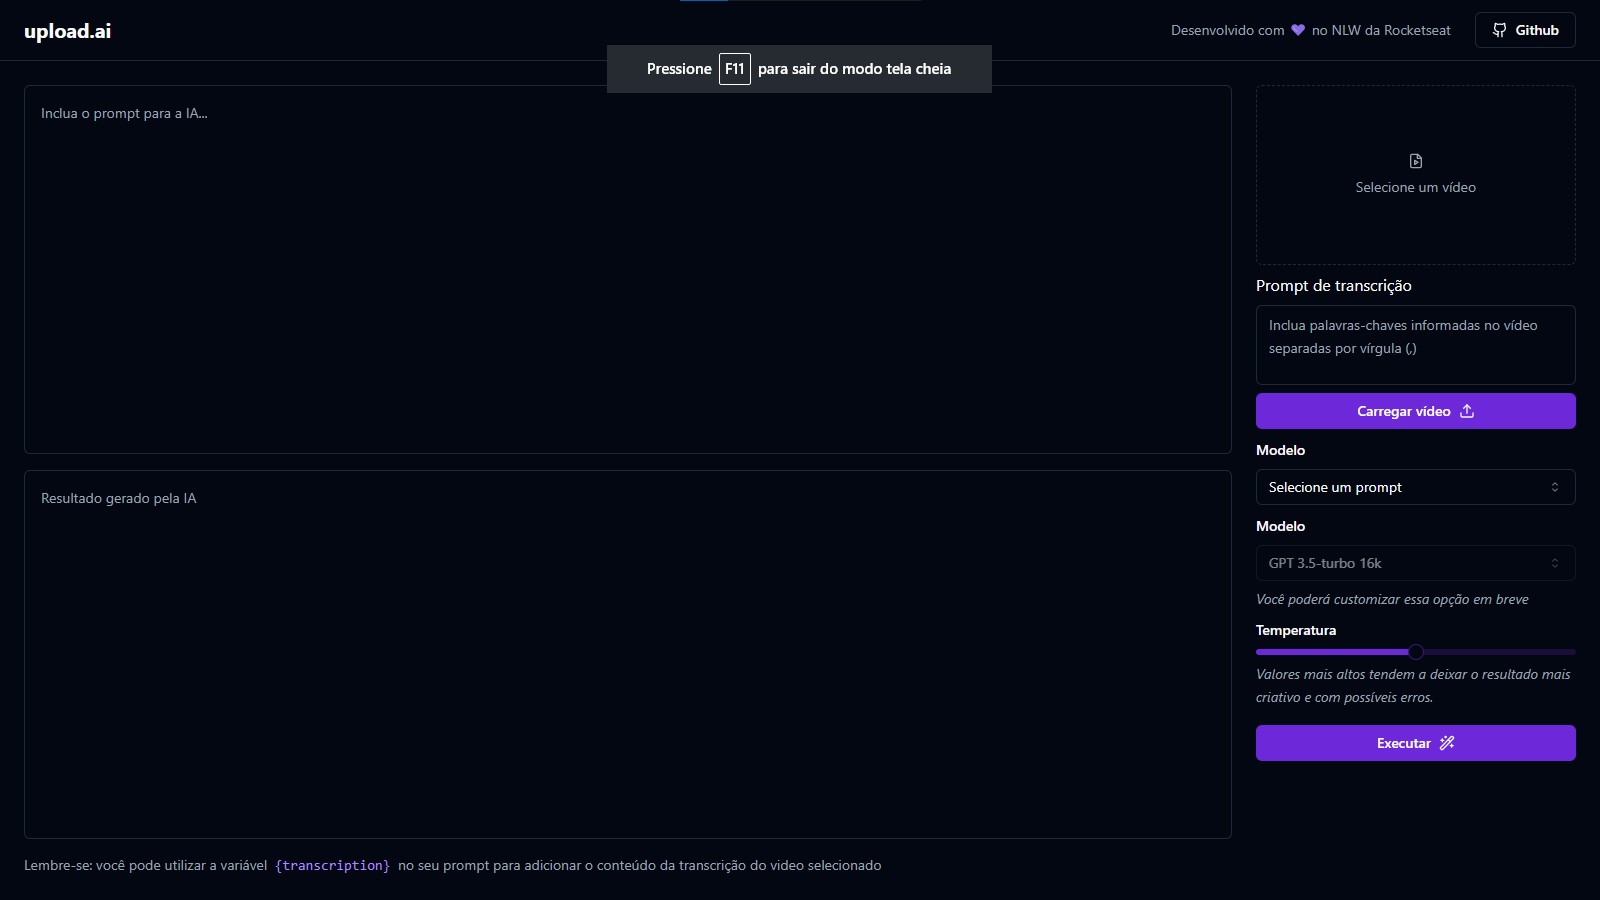 upload.ai
Desenvolvido com 💜 no NLW da Rocketseat
Github
Pressione F11 para sair do modo tela cheia
Inclua o prompt para a IA...
Resultado gerado pela IA
Lembre-se: você pode utilizar a variável {transcription} no seu prompt para adicionar o conteúdo da transcrição do video selecionado
Selecione um vídeo
Prompt de transcrição
Inclua palavras-chaves informadas no vídeo
separadas por vírgula (,)
Carregar vídeo
Modelo
Selecione um prompt
Modelo
GPT 3.5-turbo 16k
Você poderá customizar essa opção em breve
Temperatura
Valores mais altos tendem a deixar o resultado mais
criativo e com possíveis erros.
Executar